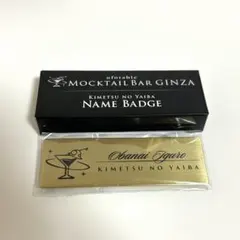 ufotable
MOCKTAIL BAR GINZA
KIMETSU NO YAIBA
NAME BADGE
Obanai Iguro
KIMETSU NO YAIBA